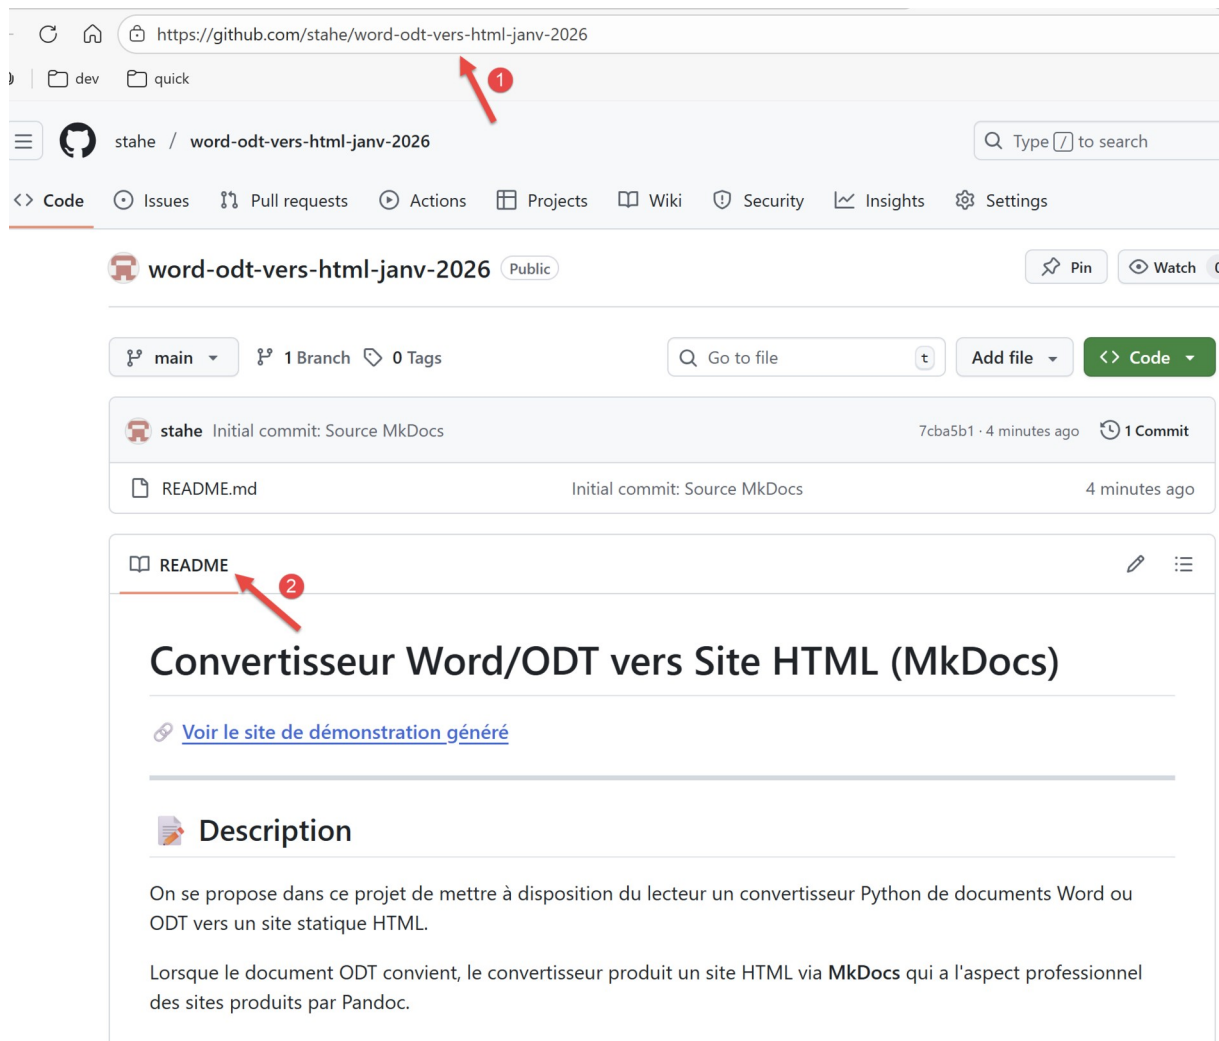 https://github.com/stahe/word-odt-vers-html-janv-2026
dev quick
1
stahe / word-odt-vers-html-janv-2026
Type / to search
Code Issues Pull requests Actions Projects Wiki Security Insights Settings
word-odt-vers-html-janv-2026 Public
Pin Watch
main 1 Branch 0 Tags Go to file t Add file Code
stahe Initial commit: Source MkDocs 7cba5b1 · 4 minutes ago 1 Commit
README.md Initial commit: Source MkDocs 4 minutes ago
README
2
Convertisseur Word/ODT vers Site HTML (MkDocs)
Voir le site de démonstration généré
Description
On se propose dans ce projet de mettre à disposition du lecteur un convertisseur Python de documents Word ou
ODT vers un site statique HTML.
Lorsque le document ODT convient, le convertisseur produit un site HTML via MkDocs qui a l'aspect professionnel
des sites produits par Pandoc.